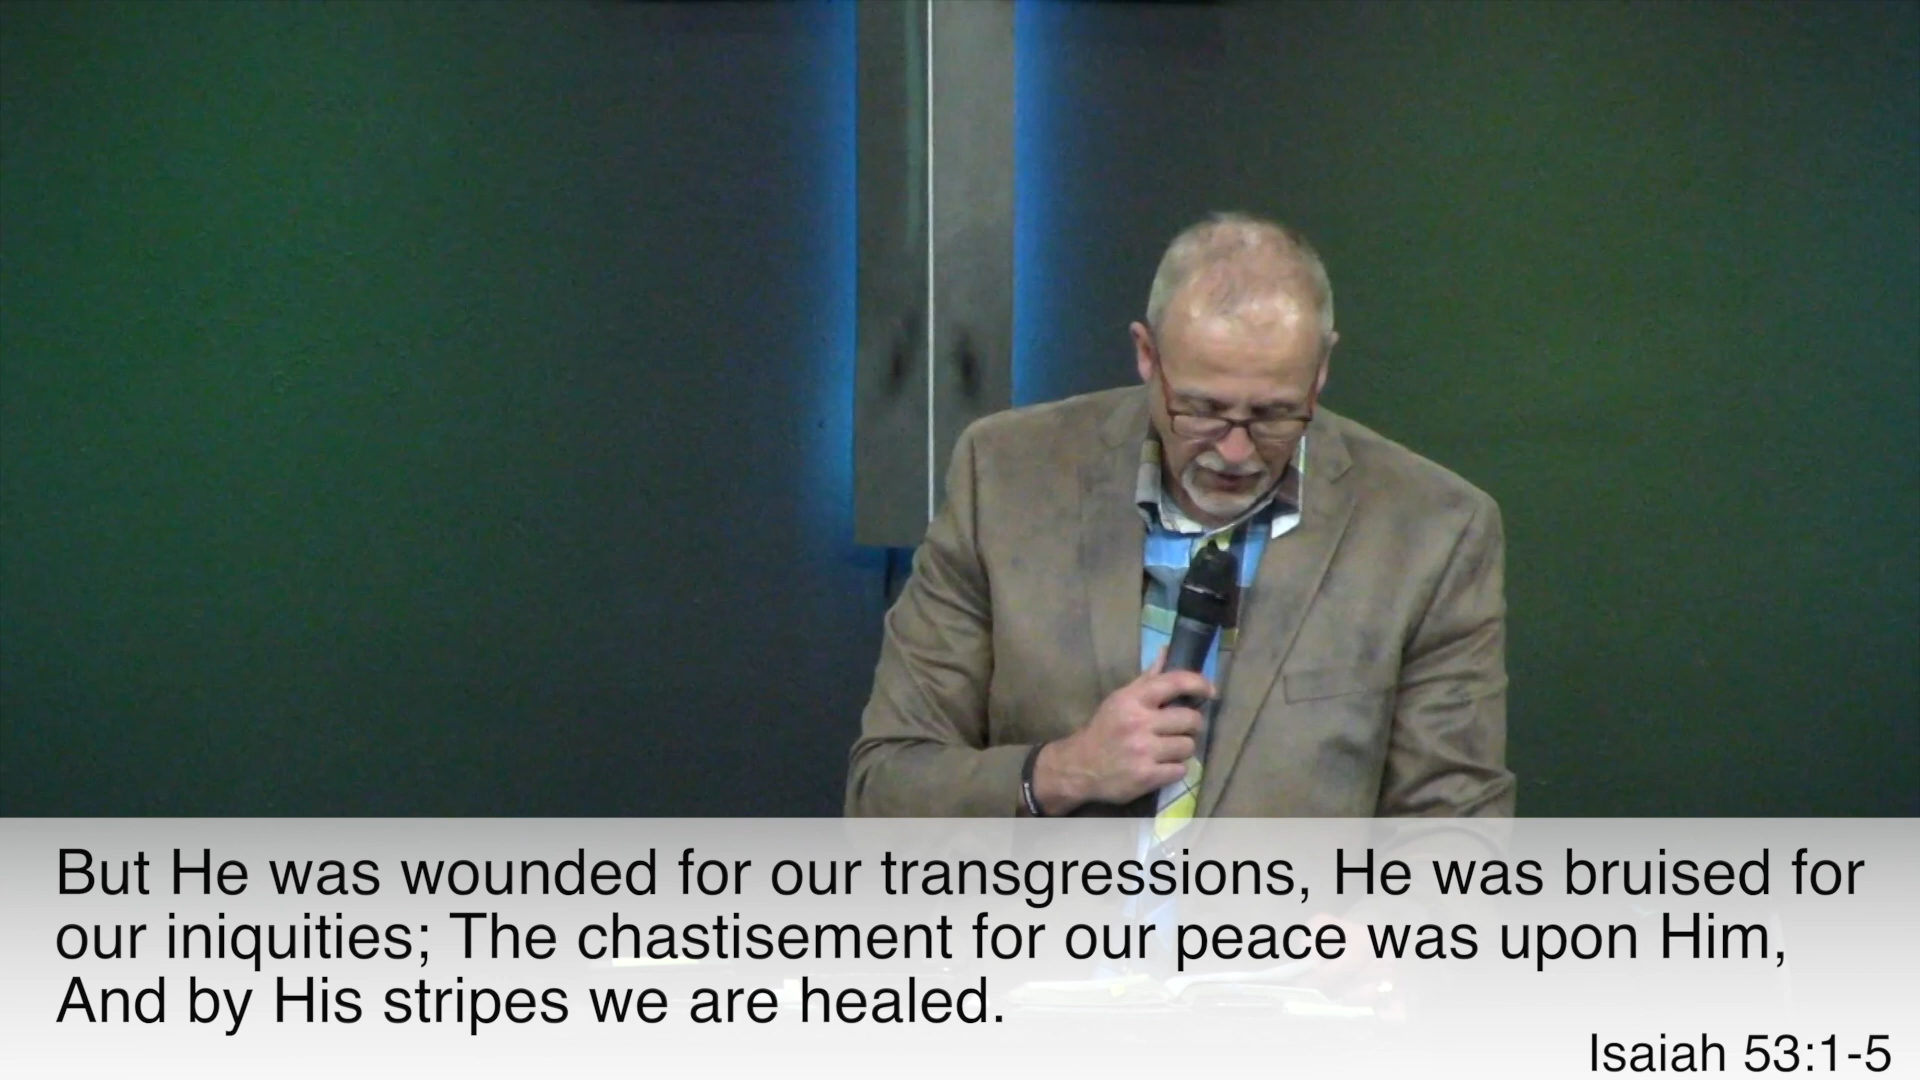 But He was wounded for our transgressions, He was bruised for
our iniquities; The chastisement for our peace was upon Him,
And by His stripes we are healed.
Isaiah 53:1-5